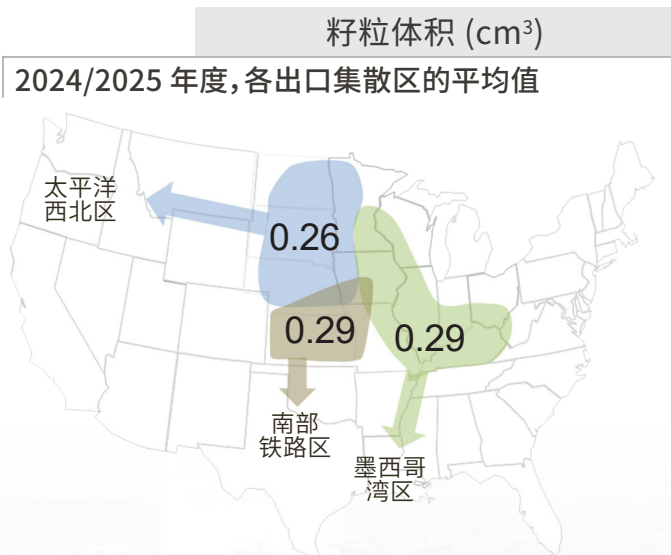 籽粒体积 (cm³)
2024/2025 年度，各出口集散区的平均值
太平洋
西北区
0.26
0.29
0.29
南部
铁路区
墨西哥
湾区